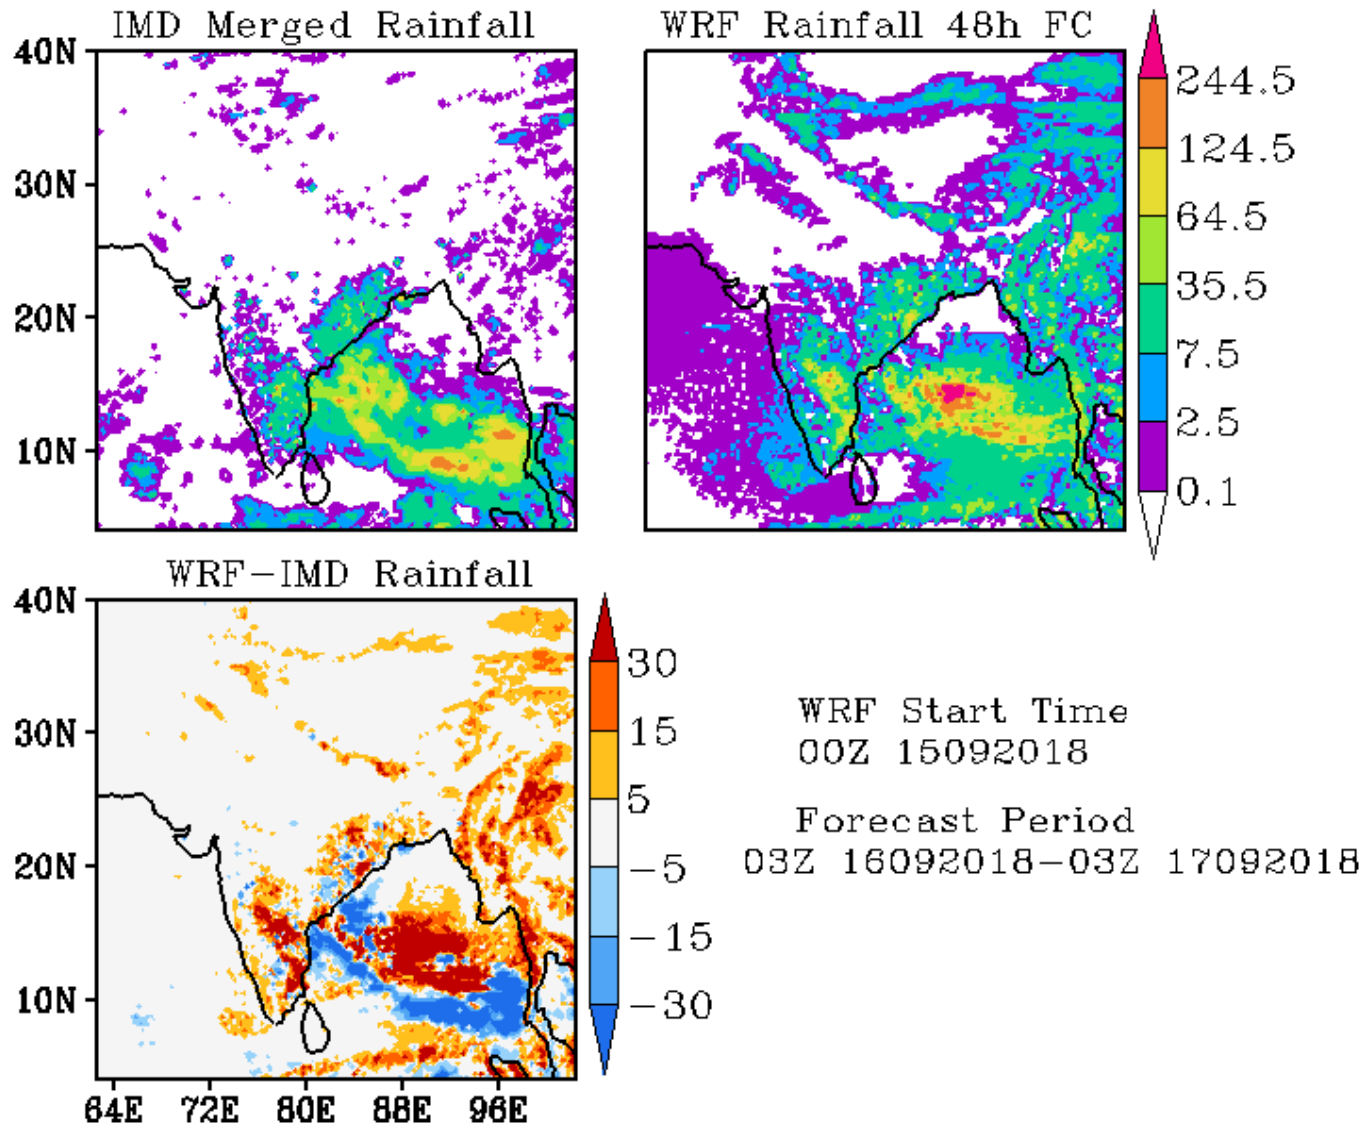 IMD Merged Rainfall
WRF Rainfall 48h FC
40N
30N
20N
10N
244.5
124.5
64.5
35.5
7.5
2.5
0.1
WRF-IMD Rainfall
40N
30N
20N
10N
64E 72E 80E 88E 96E
30
15
5
-5
-15
-30
WRF Start Time
00Z 15092018
Forecast Period
03Z 16092018-03Z 17092018